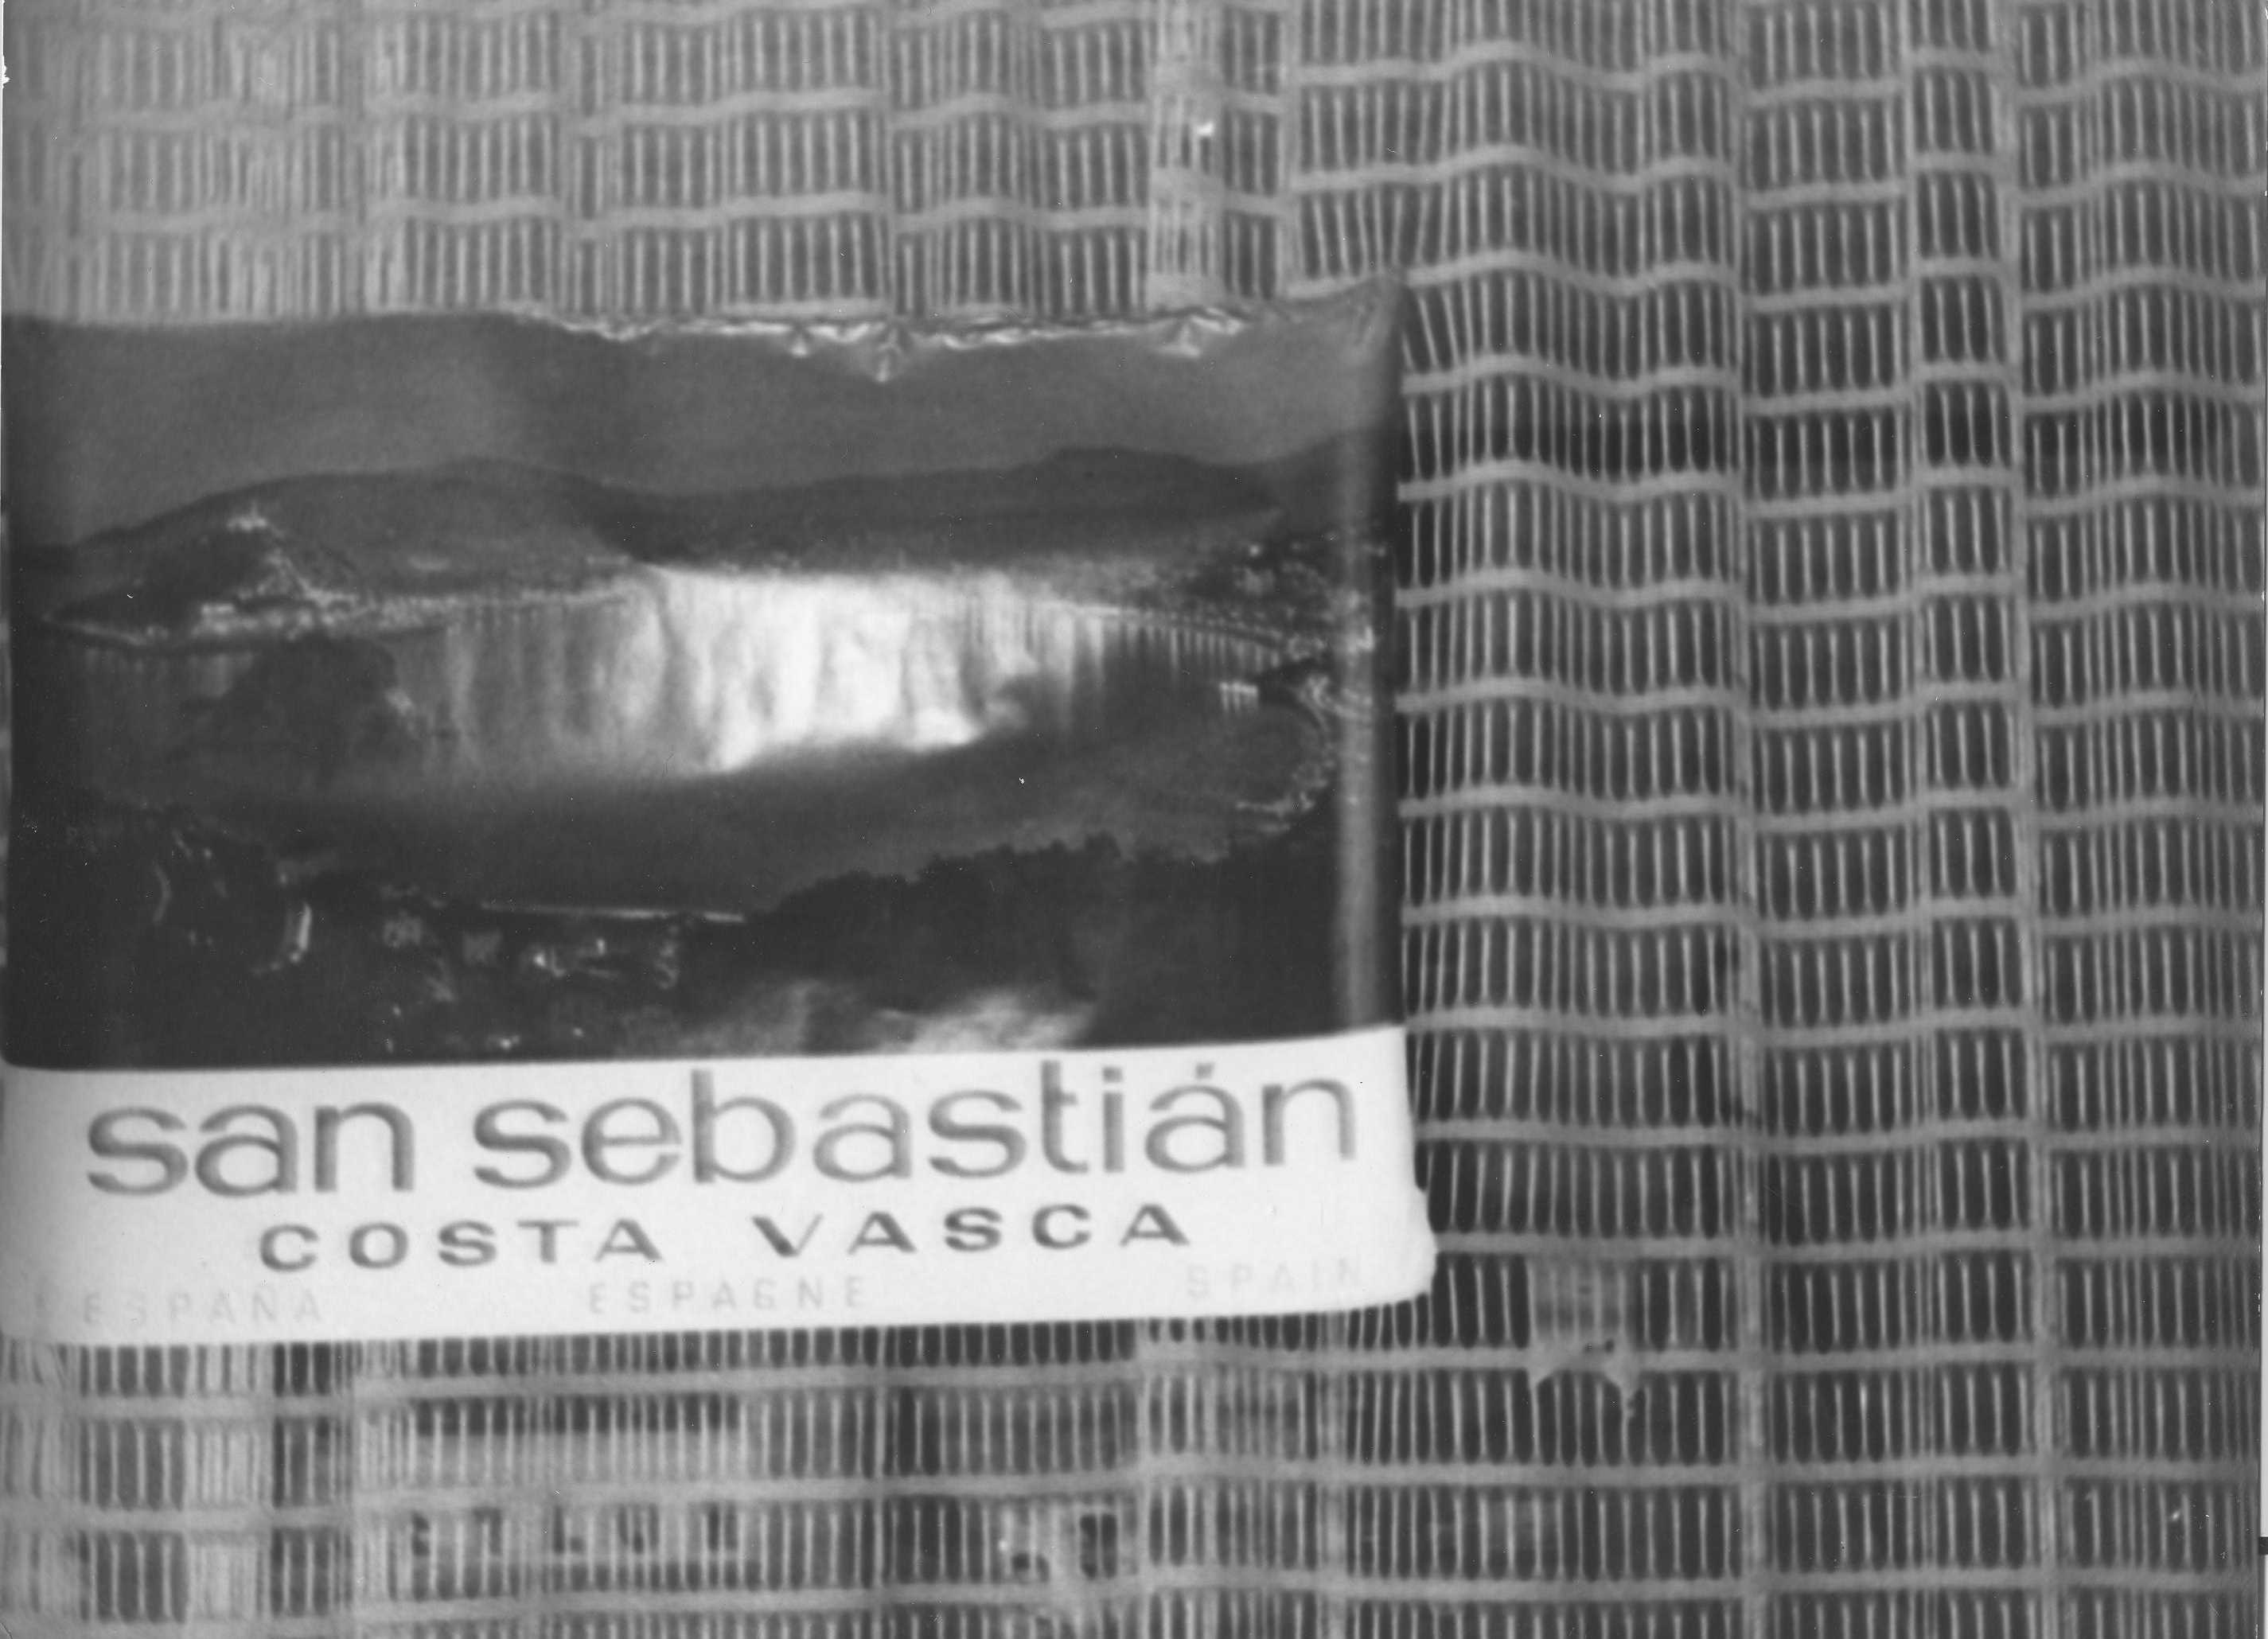 san sebastián
COSTA VASCA
ESPAÑA ESPAGNE SPAIN